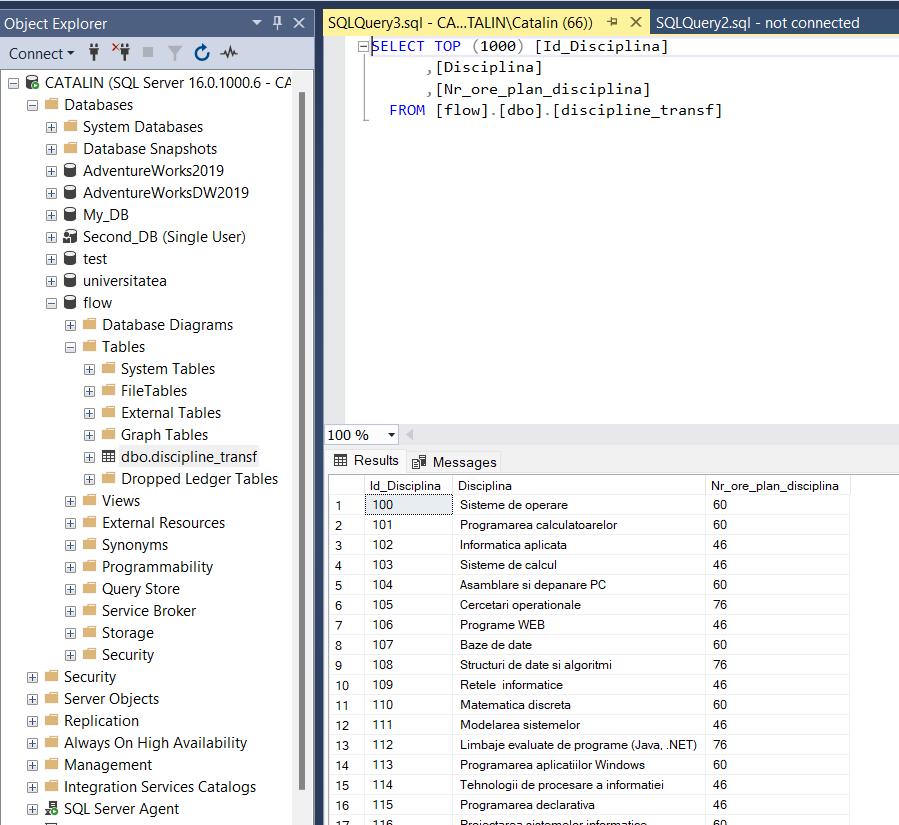 Object Explorer
Connect
CATALIN (SQL Server 16.0.1000.6 - CA
Databases
System Databases
Database Snapshots
AdventureWorks2019
AdventureWorksDW2019
My_DB
Second_DB (Single User)
test
universitatea
flow
Database Diagrams
Tables
System Tables
FileTables
External Tables
Graph Tables
dbo.discipline_transf
Dropped Ledger Tables
Views
External Resources
Synonyms
Programmability
Query Store
Service Broker
Storage
Security
Security
Server Objects
Replication
Always On High Availability
Management
Integration Services Catalogs
SQL Server Agent
SQLQuery3.sql - CA...TALIN\Catalin (66)) SQLQuery2.sql - not connected
SELECT TOP (1000) [Id_Disciplina]
,[Disciplina]
,[Nr_ore_plan_disciplina]
FROM [flow].[dbo].[discipline_transf]
100 %
Results Messages
Id_Disciplina Disciplina Nr_ore_plan_disciplina
1 100 Sisteme de operare 60
2 101 Programarea calculatoarelor 60
3 102 Informatica aplicata 46
4 103 Sisteme de calcul 46
5 104 Asamblare si depanare PC 60
6 105 Cercetari operationale 76
7 106 Programe WEB 46
8 107 Baze de date 60
9 108 Structuri de date si algoritmi 76
10 109 Retele informatice 46
11 110 Matematica discreta 60
12 111 Modelarea sistemelor 46
13 112 Limbaje evaluate de programe (Java, .NET) 76
14 113 Programarea aplicatiilor Windows 60
15 114 Tehnologii de procesare a informatiei 46
16 115 Programarea declarativa 46
17 116 Proiectarea sistemelor informatice 60